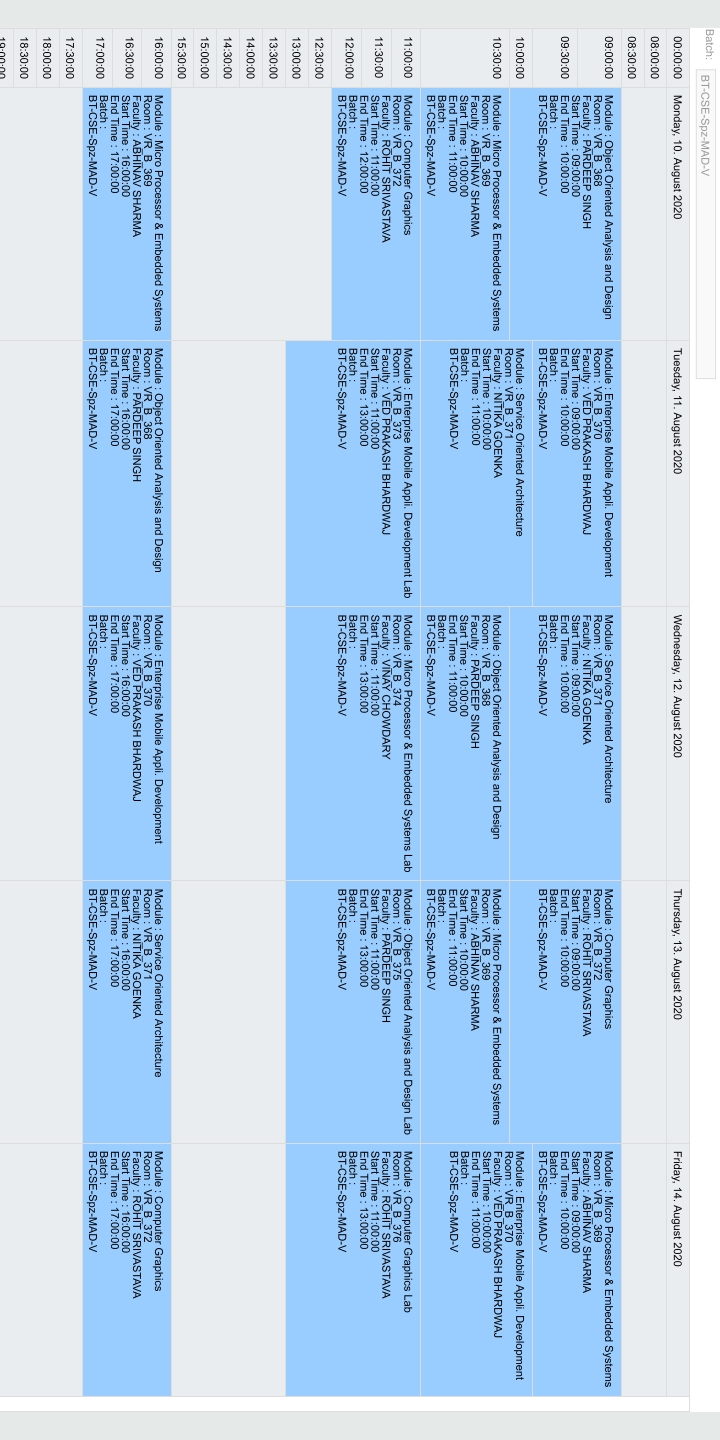 Batch:
BT-CSE-Spz-MAD-V
00:00:00
Monday, 10. August 2020
Tuesday, 11. August 2020
Wednesday, 12. August 2020
Thursday, 13. August 2020
Friday, 14. August 2020
08:00:00
08:30:00
09:00:00
09:30:00
Module : Object Oriented Analysis and Design
Room : VR_B_368
Faculty : PARDEEP SINGH
Start Time : 09:00:00
End Time : 10:00:00
Batch :
BT-CSE-Spz-MAD-V
Module : Enterprise Mobile Appli. Development
Room : VR_B_370
Faculty : VED PRAKASH BHARDWAJ
Start Time : 09:00:00
End Time : 10:00:00
Batch :
BT-CSE-Spz-MAD-V
Module : Service Oriented Architecture
Room : VR_B_371
Faculty : NITIKA GOENKA
Start Time : 09:00:00
End Time : 10:00:00
Batch :
BT-CSE-Spz-MAD-V
Module : Computer Graphics
Room : VR_B_372
Faculty : ROHIT SRIVASTAVA
Start Time : 09:00:00
End Time : 10:00:00
Batch :
BT-CSE-Spz-MAD-V
Module : Micro Processor & Embedded Systems
Room : VR_B_369
Faculty : ABHINAV SHARMA
Start Time : 09:00:00
End Time : 10:00:00
Batch :
BT-CSE-Spz-MAD-V
10:00:00
10:30:00
Module : Micro Processor & Embedded Systems
Room : VR_B_369
Faculty : ABHINAV SHARMA
Start Time : 10:00:00
End Time : 11:00:00
Batch :
BT-CSE-Spz-MAD-V
Module : Service Oriented Architecture
Room : VR_B_371
Faculty : NITIKA GOENKA
Start Time : 10:00:00
End Time : 11:00:00
Batch :
BT-CSE-Spz-MAD-V
Module : Object Oriented Analysis and Design
Room : VR_B_368
Faculty : PARDEEP SINGH
Start Time : 10:00:00
End Time : 11:00:00
Batch :
BT-CSE-Spz-MAD-V
Module : Micro Processor & Embedded Systems
Room : VR_B_369
Faculty : ABHINAV SHARMA
Start Time : 10:00:00
End Time : 11:00:00
Batch :
BT-CSE-Spz-MAD-V
Module : Enterprise Mobile Appli. Development
Room : VR_B_370
Faculty : VED PRAKASH BHARDWAJ
Start Time : 10:00:00
End Time : 11:00:00
Batch :
BT-CSE-Spz-MAD-V
11:00:00
11:30:00
12:00:00
12:30:00
13:00:00
Module : Computer Graphics
Room : VR_B_372
Faculty : ROHIT SRIVASTAVA
Start Time : 11:00:00
End Time : 12:00:00
Batch :
BT-CSE-Spz-MAD-V
Module : Enterprise Mobile Appli. Development Lab
Room : VR_B_373
Faculty : VED PRAKASH BHARDWAJ
Start Time : 11:00:00
End Time : 13:00:00
Batch :
BT-CSE-Spz-MAD-V
Module : Micro Processor & Embedded Systems Lab
Room : VR_B_374
Faculty : VINAY CHOWDARY
Start Time : 11:00:00
End Time : 13:00:00
Batch :
BT-CSE-Spz-MAD-V
Module : Object Oriented Analysis and Design Lab
Room : VR_B_375
Faculty : PARDEEP SINGH
Start Time : 11:00:00
End Time : 13:00:00
Batch :
BT-CSE-Spz-MAD-V
Module : Computer Graphics Lab
Room : VR_B_376
Faculty : ROHIT SRIVASTAVA
Start Time : 11:00:00
End Time : 13:00:00
Batch :
BT-CSE-Spz-MAD-V
14:00:00
14:30:00
15:00:00
15:30:00
16:00:00
16:30:00
17:00:00
Module : Micro Processor & Embedded Systems
Room : VR_B_369
Faculty : ABHINAV SHARMA
Start Time : 16:00:00
End Time : 17:00:00
Batch :
BT-CSE-Spz-MAD-V
Module : Object Oriented Analysis and Design
Room : VR_B_368
Faculty : PARDEEP SINGH
Start Time : 16:00:00
End Time : 17:00:00
Batch :
BT-CSE-Spz-MAD-V
Module : Enterprise Mobile Appli. Development
Room : VR_B_370
Faculty : VED PRAKASH BHARDWAJ
Start Time : 16:00:00
End Time : 17:00:00
Batch :
BT-CSE-Spz-MAD-V
Module : Service Oriented Architecture
Room : VR_B_371
Faculty : NITIKA GOENKA
Start Time : 16:00:00
End Time : 17:00:00
Batch :
BT-CSE-Spz-MAD-V
Module : Computer Graphics
Room : VR_B_372
Faculty : ROHIT SRIVASTAVA
Start Time : 16:00:00
End Time : 17:00:00
Batch :
BT-CSE-Spz-MAD-V
17:30:00
18:00:00
18:30:00
19:00:00